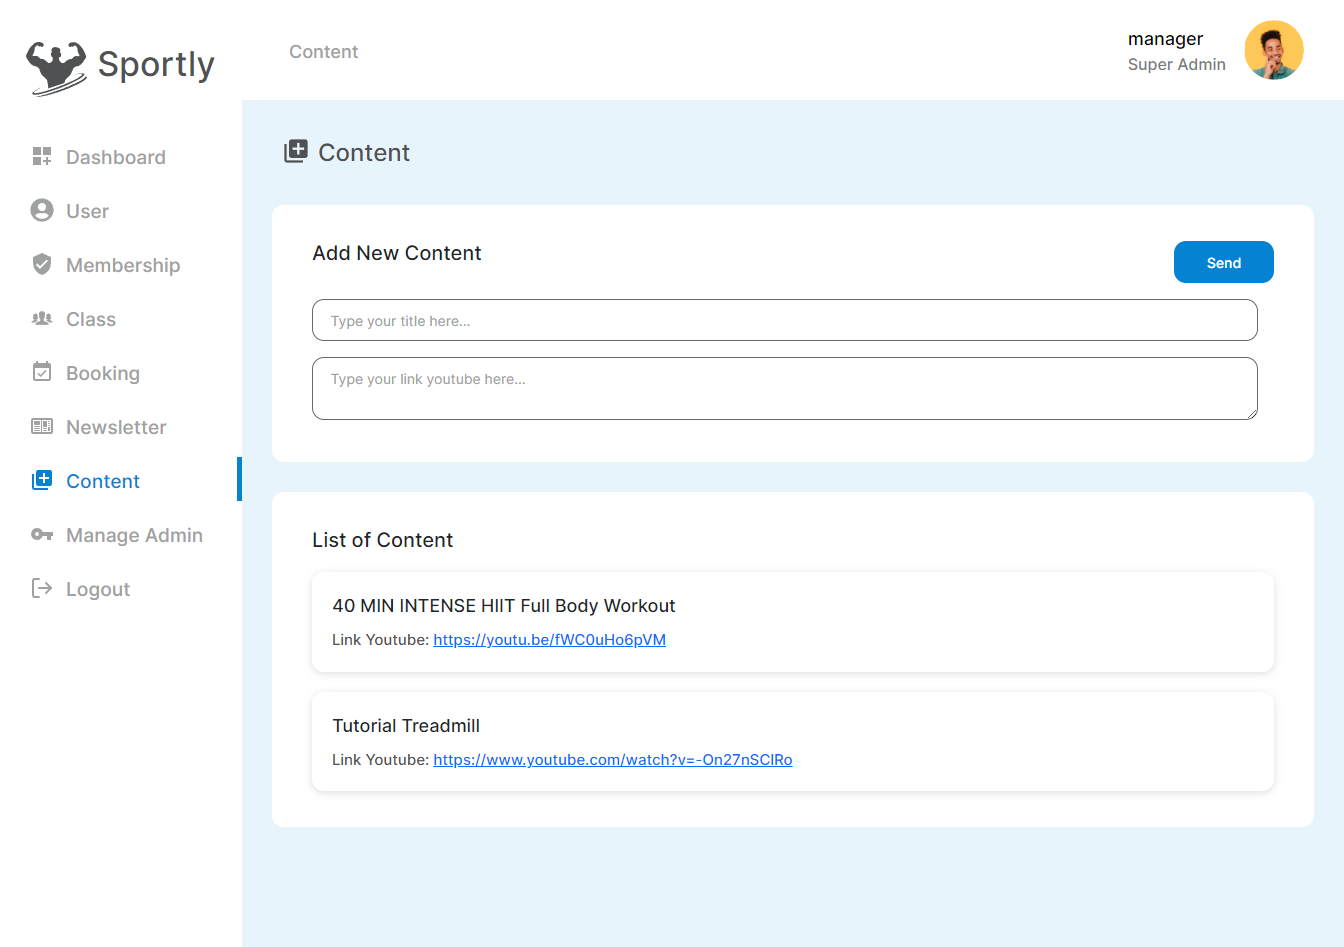 Sportly
Content
manager
Super Admin
Dashboard
User
Membership
Class
Booking
Newsletter
Content
Manage Admin
Logout
Content
Add New Content
Send
Type your title here...
Type your link youtube here...
List of Content
40 MIN INTENSE HIIT Full Body Workout
Link Youtube: https://youtu.be/fWC0uHo6pVM
Tutorial Treadmill
Link Youtube: https://www.youtube.com/watch?v=-On27nSCIRo